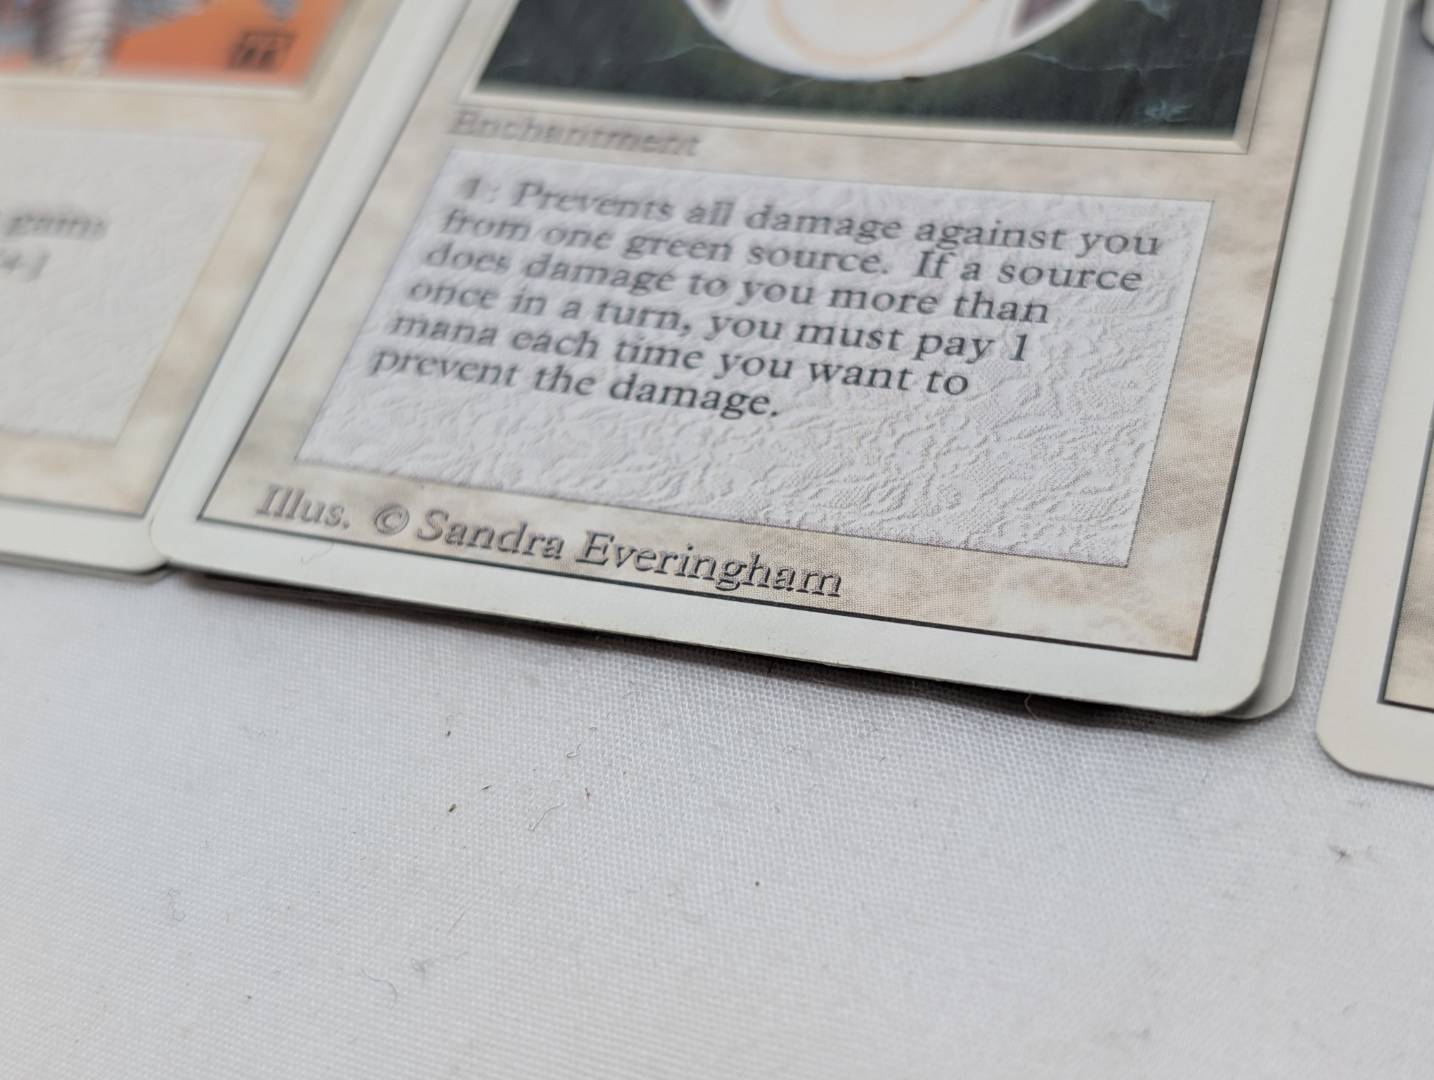 gains
Enchantment
1: Prevents all damage against you
from one green source. If a source
does damage to you more than
once in a turn, you must pay 1
mana each time you want to
prevent the damage.
Illus. © Sandra Everingham